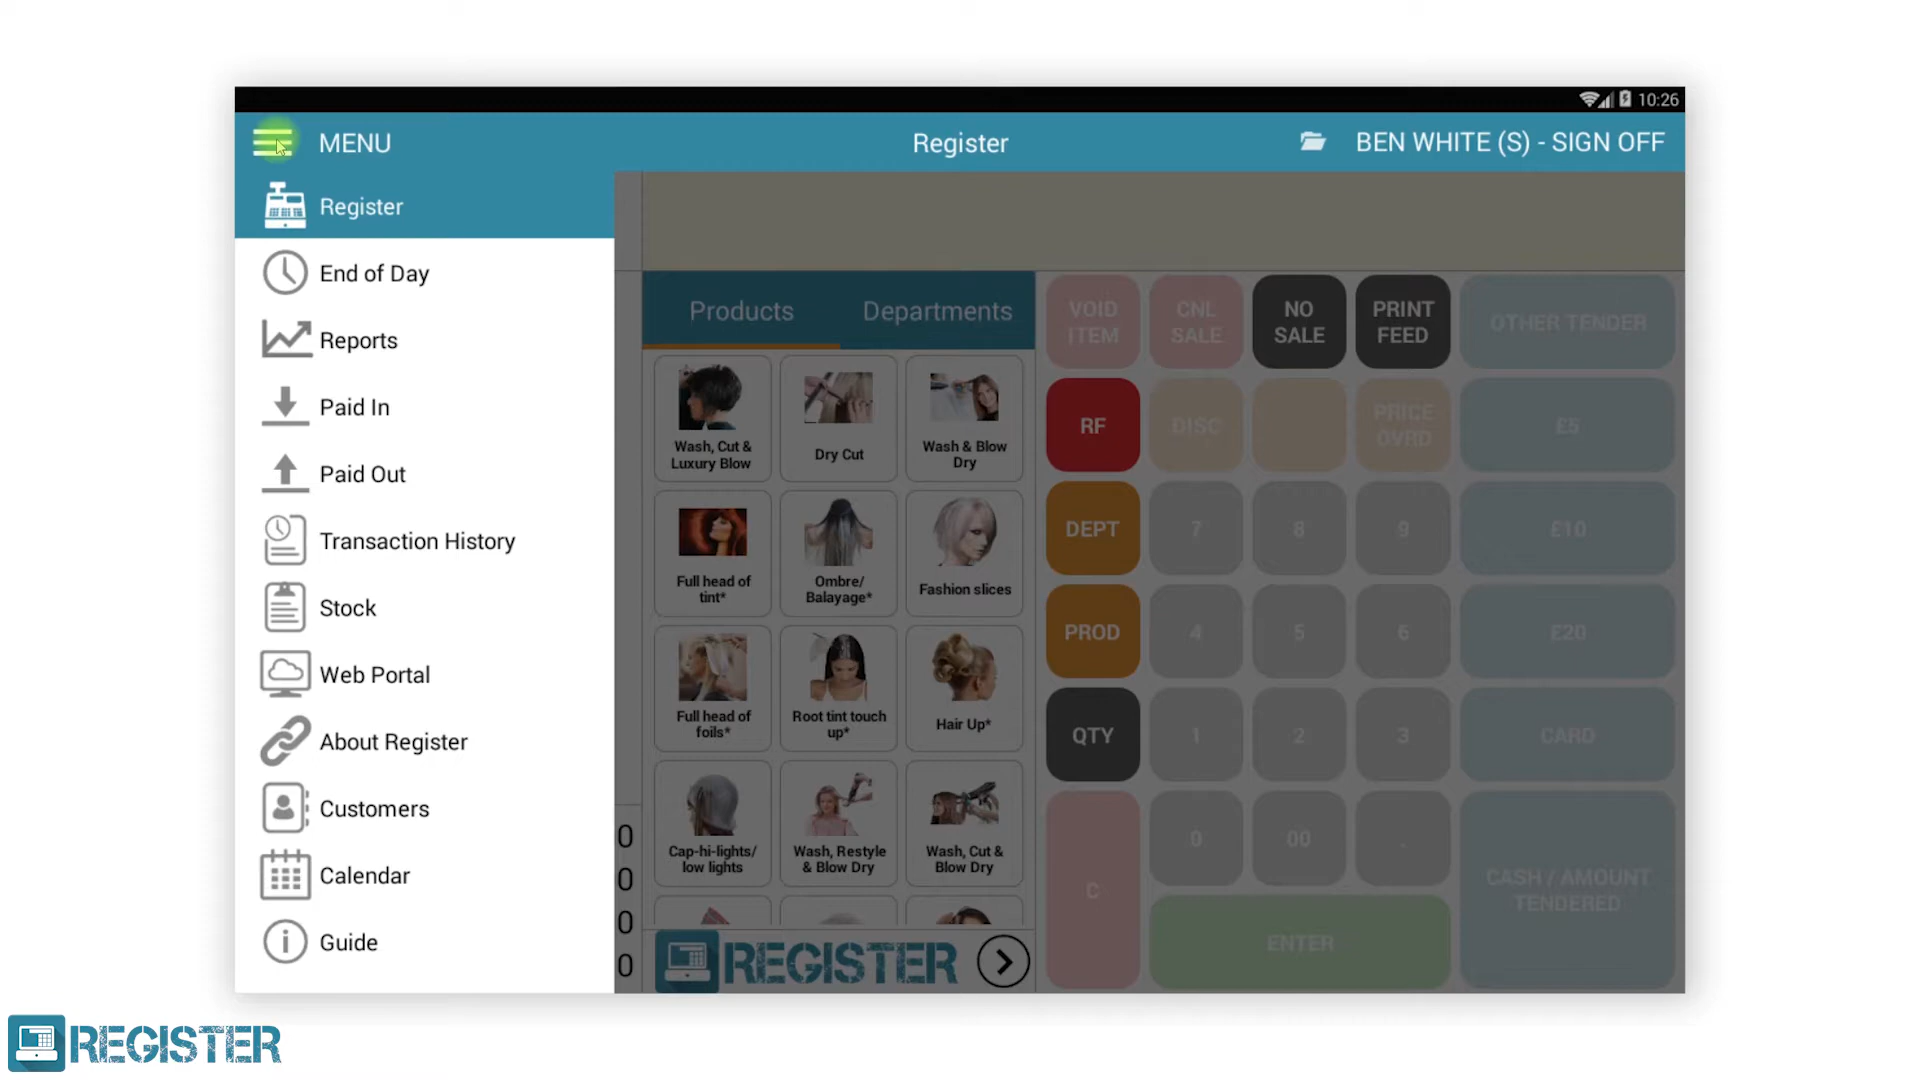 10:26
MENU
Register
BEN WHITE (S) - SIGN OFF
Register
End of Day
Reports
Paid In
Paid Out
Transaction History
Stock
Web Portal
About Register
Customers
Calendar
Guide
0
0
0
0
Products
Departments
Wash, Cut &
Luxury Blow
Dry Cut
Wash & Blow
Dry
Full head of
tint*
Ombre/
Balayage*
Fashion slices
Full head of
foils*
Root tint touch
up*
Hair Up*
Cap-hi-lights/
low lights
Wash, Restyle
& Blow Dry
Wash, Cut &
Blow Dry
REGISTER
VOID
ITEM
CNL
SALE
NO
SALE
PRINT
FEED
OTHER TENDER
RF
DISC
PRICE
OVRD
£5
DEPT
7
8
9
£10
PROD
4
5
6
£20
QTY
1
2
3
CARD
C
0
00
.
CASH / AMOUNT
TENDERED
ENTER
REGISTER